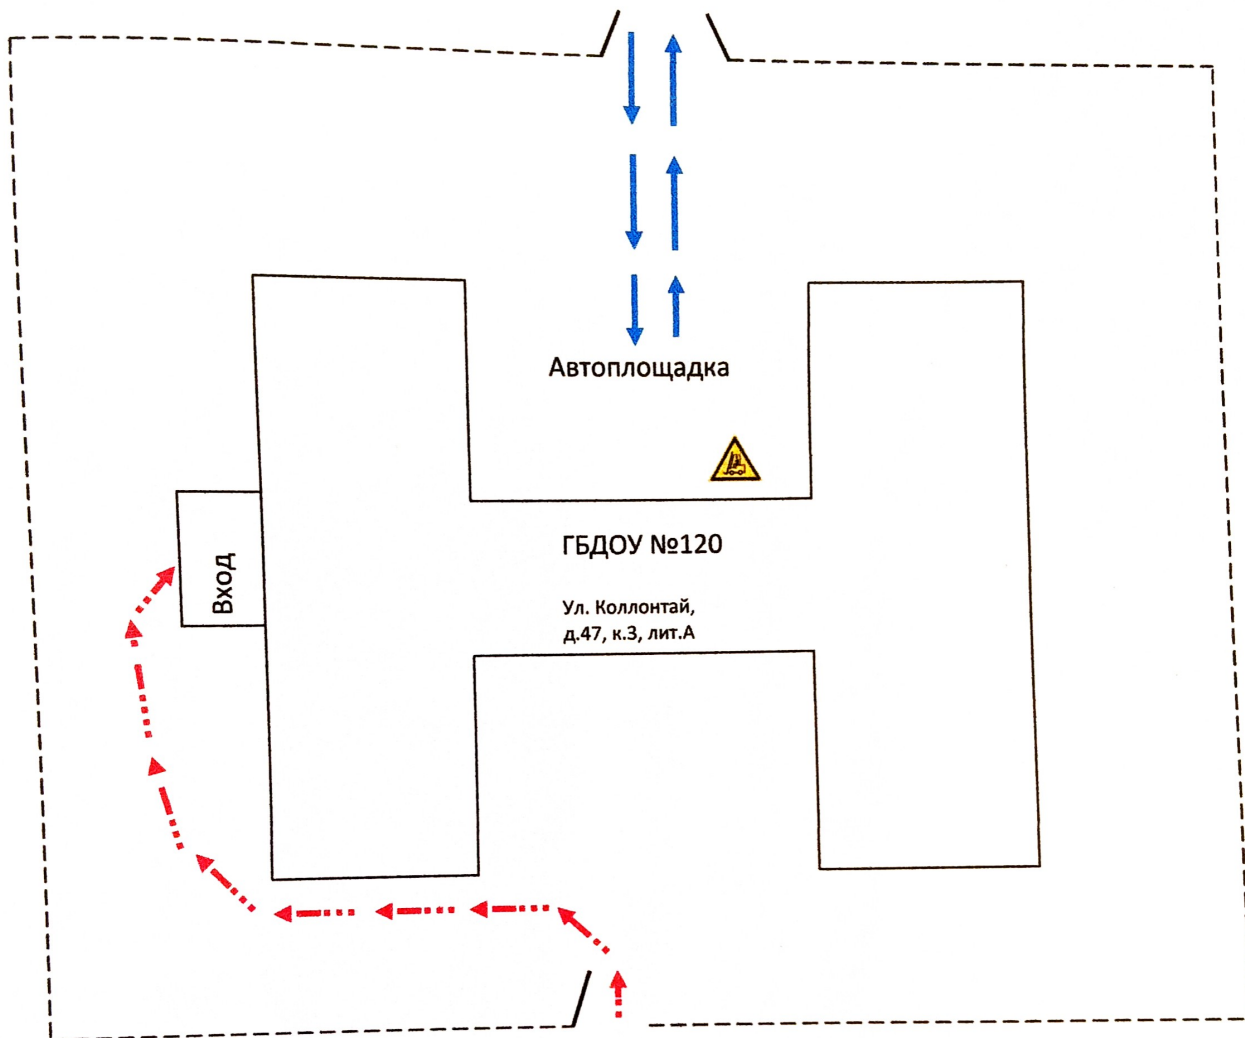 Автоплощадка
ГБДОУ №120
Ул. Коллонтай,
д.47, к.3, лит.А
Вход